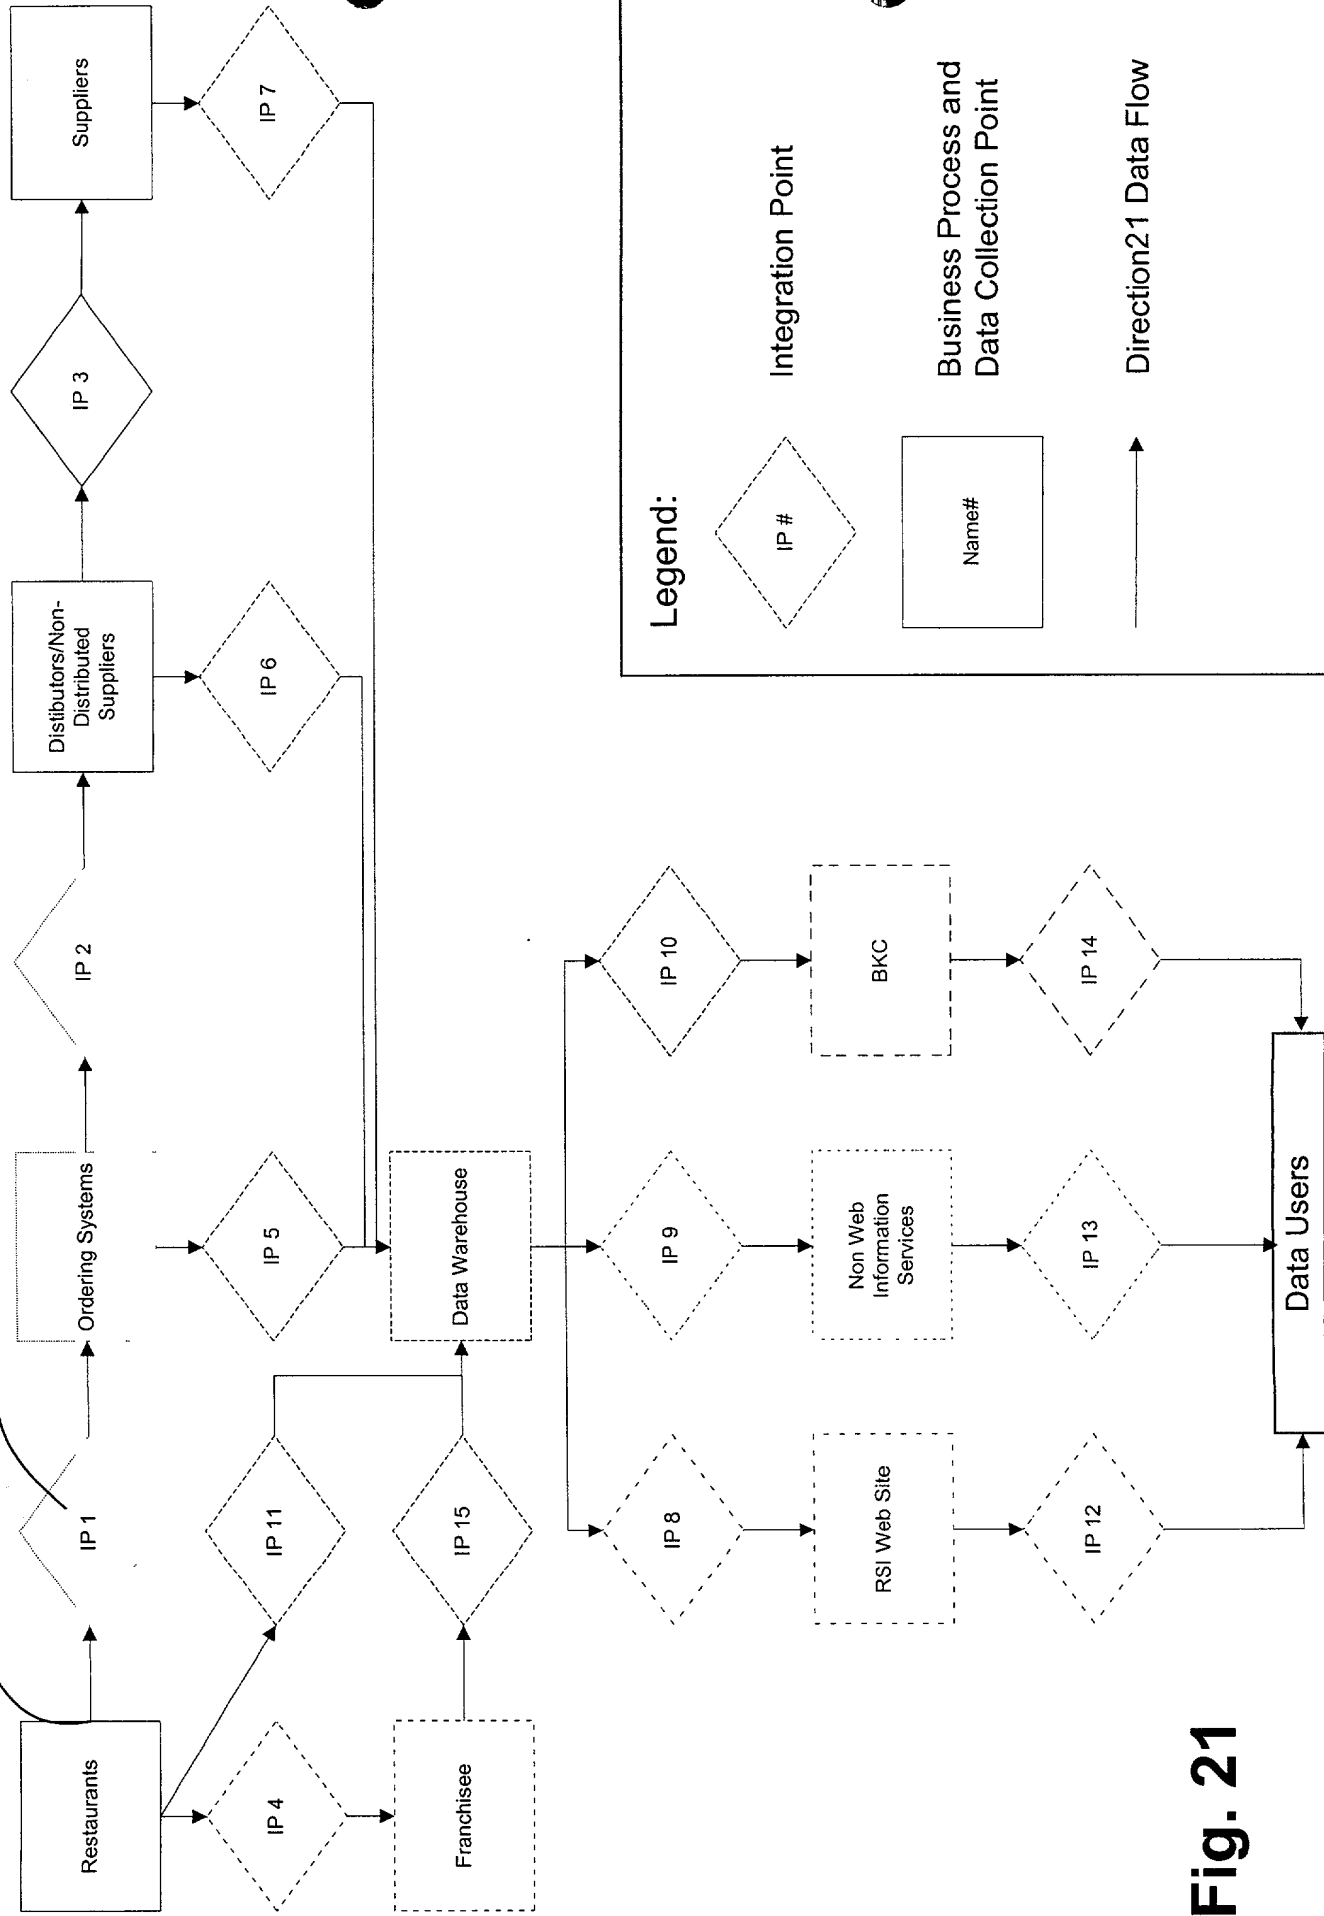 Restaurants
IP 1
Ordering Systems
IP 2
Distibutors/Non-
Distributed
Suppliers
IP 3
Suppliers
IP 4
IP 11
IP 5
IP 6
IP 7
Franchisee
IP 15
Data Warehouse
IP 8
IP 9
IP 10
RSI Web Site
Non Web
Information
Services
BKC
IP 12
IP 13
IP 14
Data Users
Legend:
IP #
Integration Point
Name#
Business Process and
Data Collection Point
Direction21 Data Flow
Fig. 21